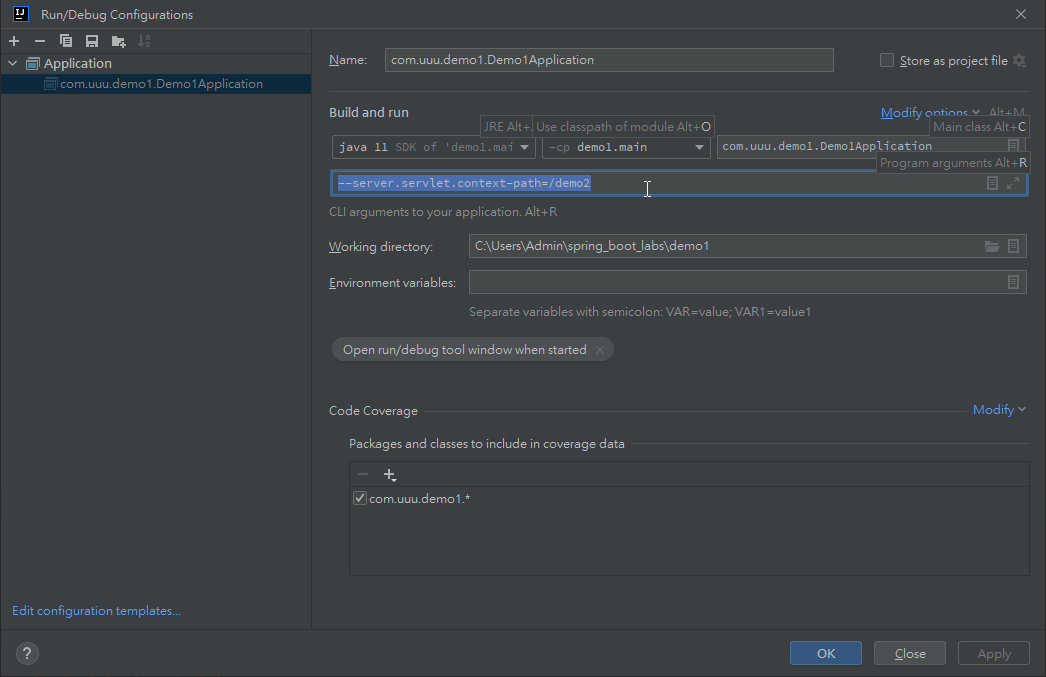 Run/Debug Configurations
Application
com.uuu.demo1.Demo1Application
Edit configuration templates...
Name: com.uuu.demo1.Demo1Application Store as project file
Build and run Modify options Alt+M
JRE Alt+ Use classpath of module Alt+O Main class Alt+C
java 11 SDK of 'demo1.mai -cp demo1.main com.uuu.demo1.Demo1Application
Program arguments Alt+R
--server.servlet.context-path=/demo2
CLI arguments to your application. Alt+R
Working directory: C:\Users\Admin\spring_boot_labs\demo1
Environment variables:
Separate variables with semicolon: VAR=value; VAR1=value1
Open run/debug tool window when started
Code Coverage Modify
Packages and classes to include in coverage data
com.uuu.demo1.*
? OK Close Apply